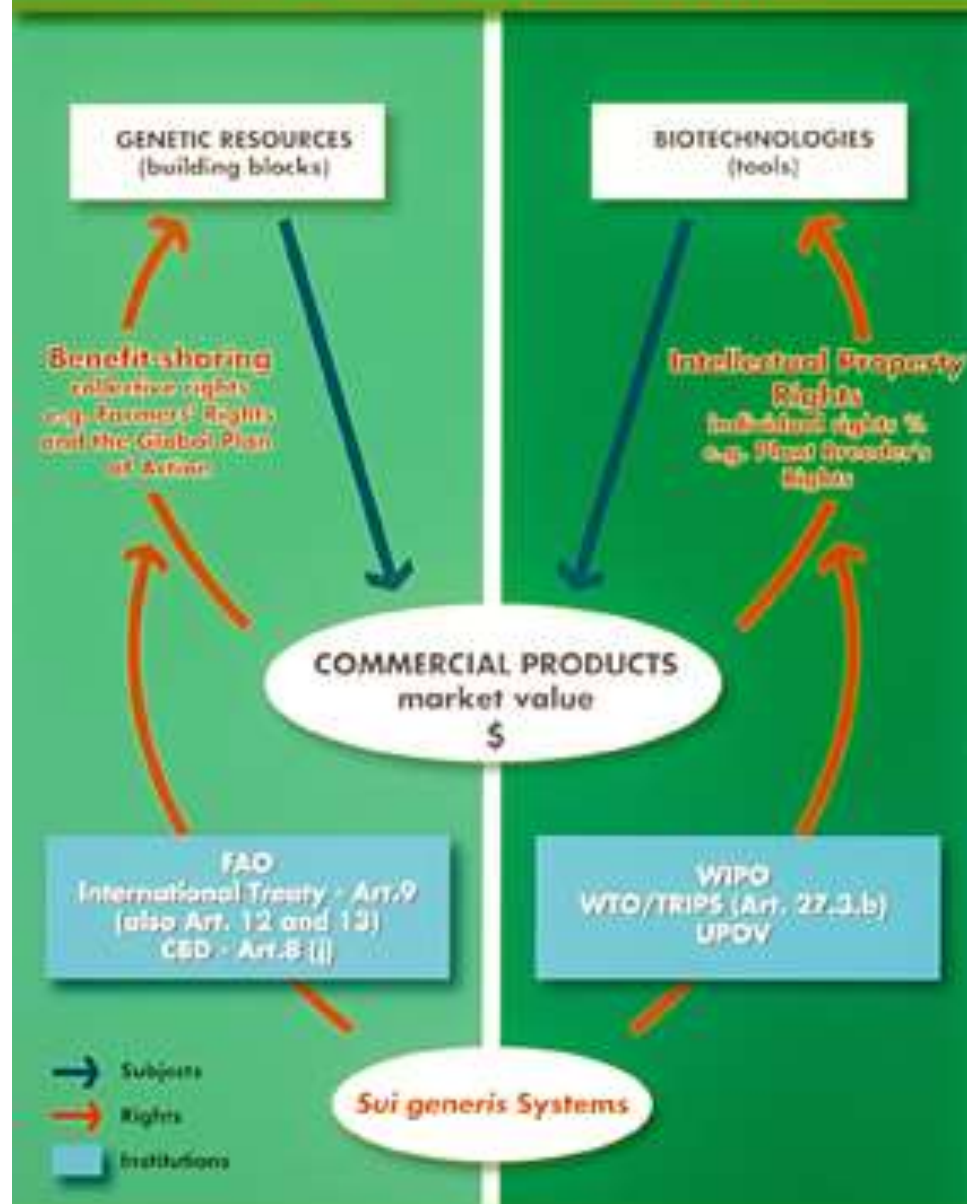 GENETIC RESOURCES
(building blocks)
BIOTECHNOLOGIES
(tools)
Benefit-sharing
collective rights
e.g. Farmers' Rights
and the Global Plan
of Action
Intellectual Property
Rights
individual rights
e.g. Plant Breeder's
Rights
COMMERCIAL PRODUCTS
market value
$
FAO
International Treaty - Art.9
(also Art. 12 and 13)
CBD - Art.8 (j)
WIPO
WTO/TRIPS (Art. 27.3.b)
UPOV
Sui generis Systems
Subjects
Rights
Institutions